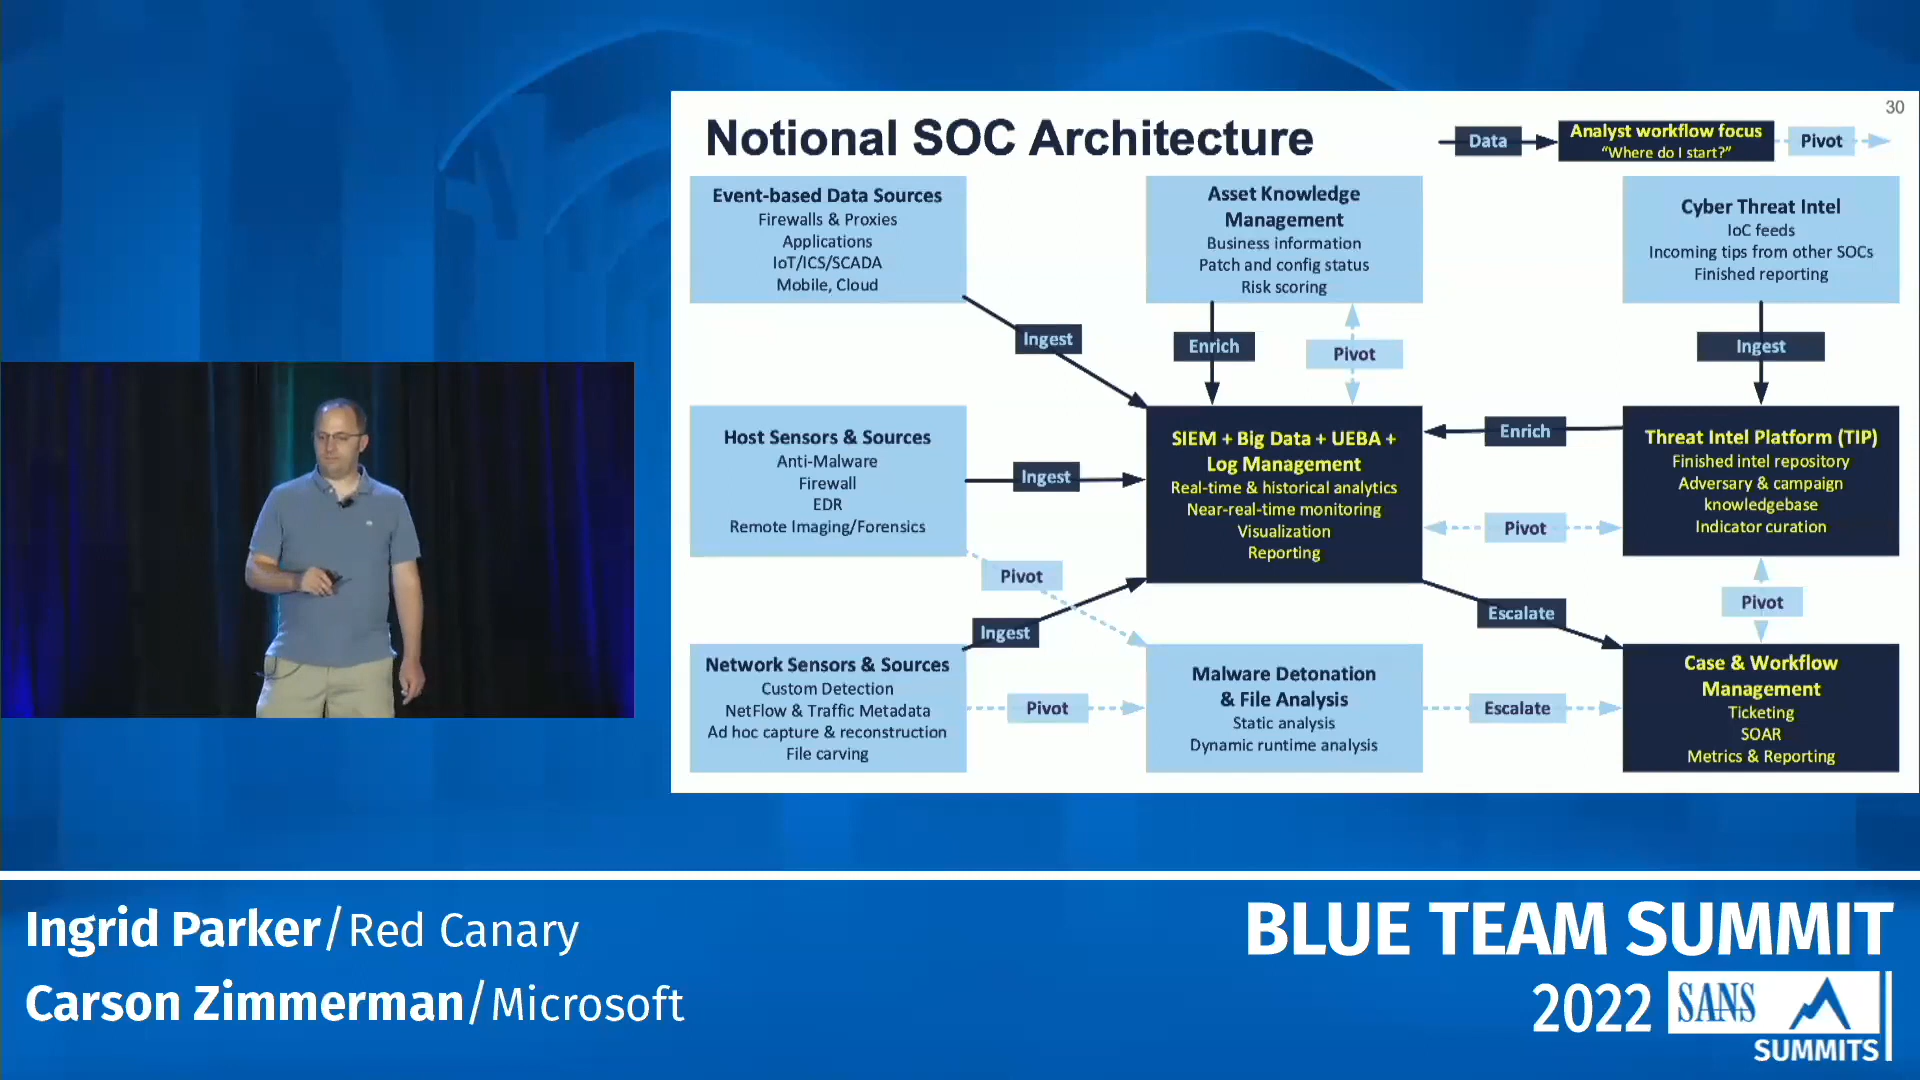 30
Notional SOC Architecture
Data
Analyst workflow focus
“Where do I start?”
Pivot
Event-based Data Sources
Firewalls & Proxies
Applications
IoT/ICS/SCADA
Mobile, Cloud
Asset Knowledge
Management
Business information
Patch and config status
Risk scoring
Cyber Threat Intel
IoC feeds
Incoming tips from other SOCs
Finished reporting
Ingest
Enrich
Pivot
Ingest
Host Sensors & Sources
Anti-Malware
Firewall
EDR
Remote Imaging/Forensics
Ingest
SIEM + Big Data + UEBA +
Log Management
Real-time & historical analytics
Near-real-time monitoring
Visualization
Reporting
Enrich
Pivot
Threat Intel Platform (TIP)
Finished intel repository
Adversary & campaign
knowledgebase
Indicator curation
Pivot
Ingest
Escalate
Pivot
Network Sensors & Sources
Custom Detection
NetFlow & Traffic Metadata
Ad hoc capture & reconstruction
File carving
Pivot
Malware Detonation
& File Analysis
Static analysis
Dynamic runtime analysis
Escalate
Case & Workflow
Management
Ticketing
SOAR
Metrics & Reporting
Ingrid Parker/Red Canary
Carson Zimmerman/Microsoft
BLUE TEAM SUMMIT
2022
SANS
SUMMITS